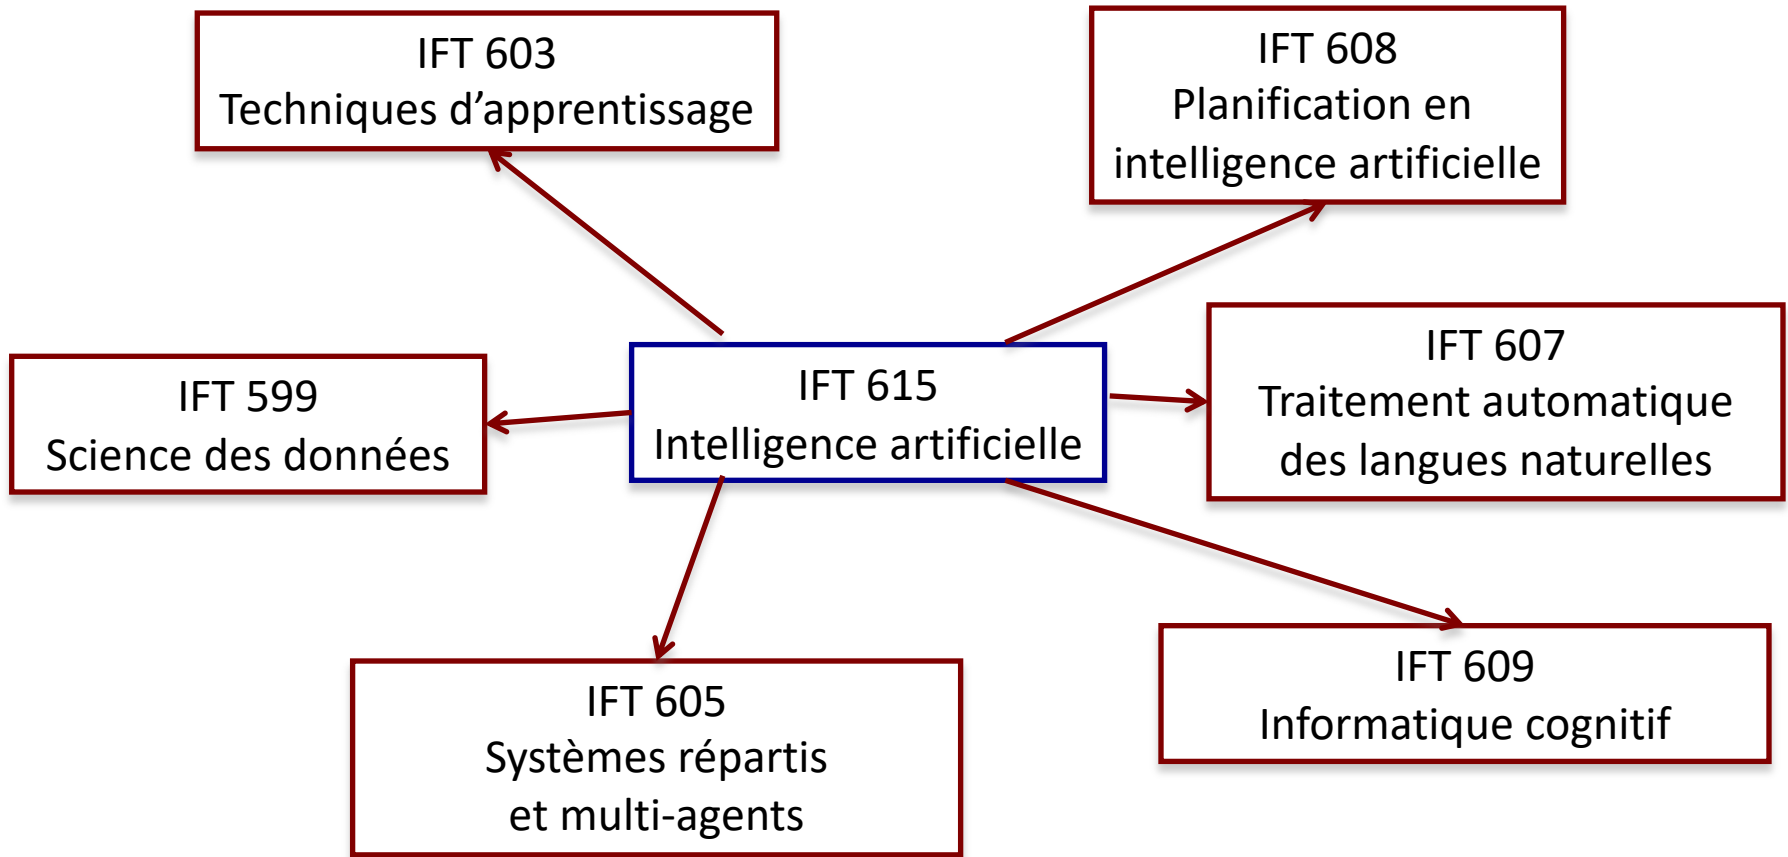 IFT 603
Techniques d’apprentissage
IFT 608
Planification en
intelligence artificielle
IFT 599
Science des données
IFT 615
Intelligence artificielle
IFT 607
Traitement automatique
des langues naturelles
IFT 605
Systèmes répartis
et multi-agents
IFT 609
Informatique cognitif